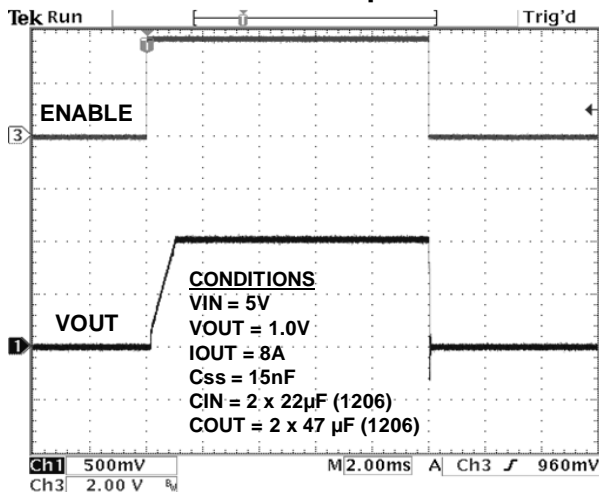 Tek Run
Trig'd
T
T
ENABLE
3
CONDITIONS
VIN = 5V
VOUT
VOUT = 1.0V
1
IOUT = 8A
Css = 15nF
CIN = 2 x 22µF (1206)
COUT = 2 x 47 µF (1206)
Ch1 500mV M 2.00ms A Ch3 960mV
Ch3 2.00 V BW